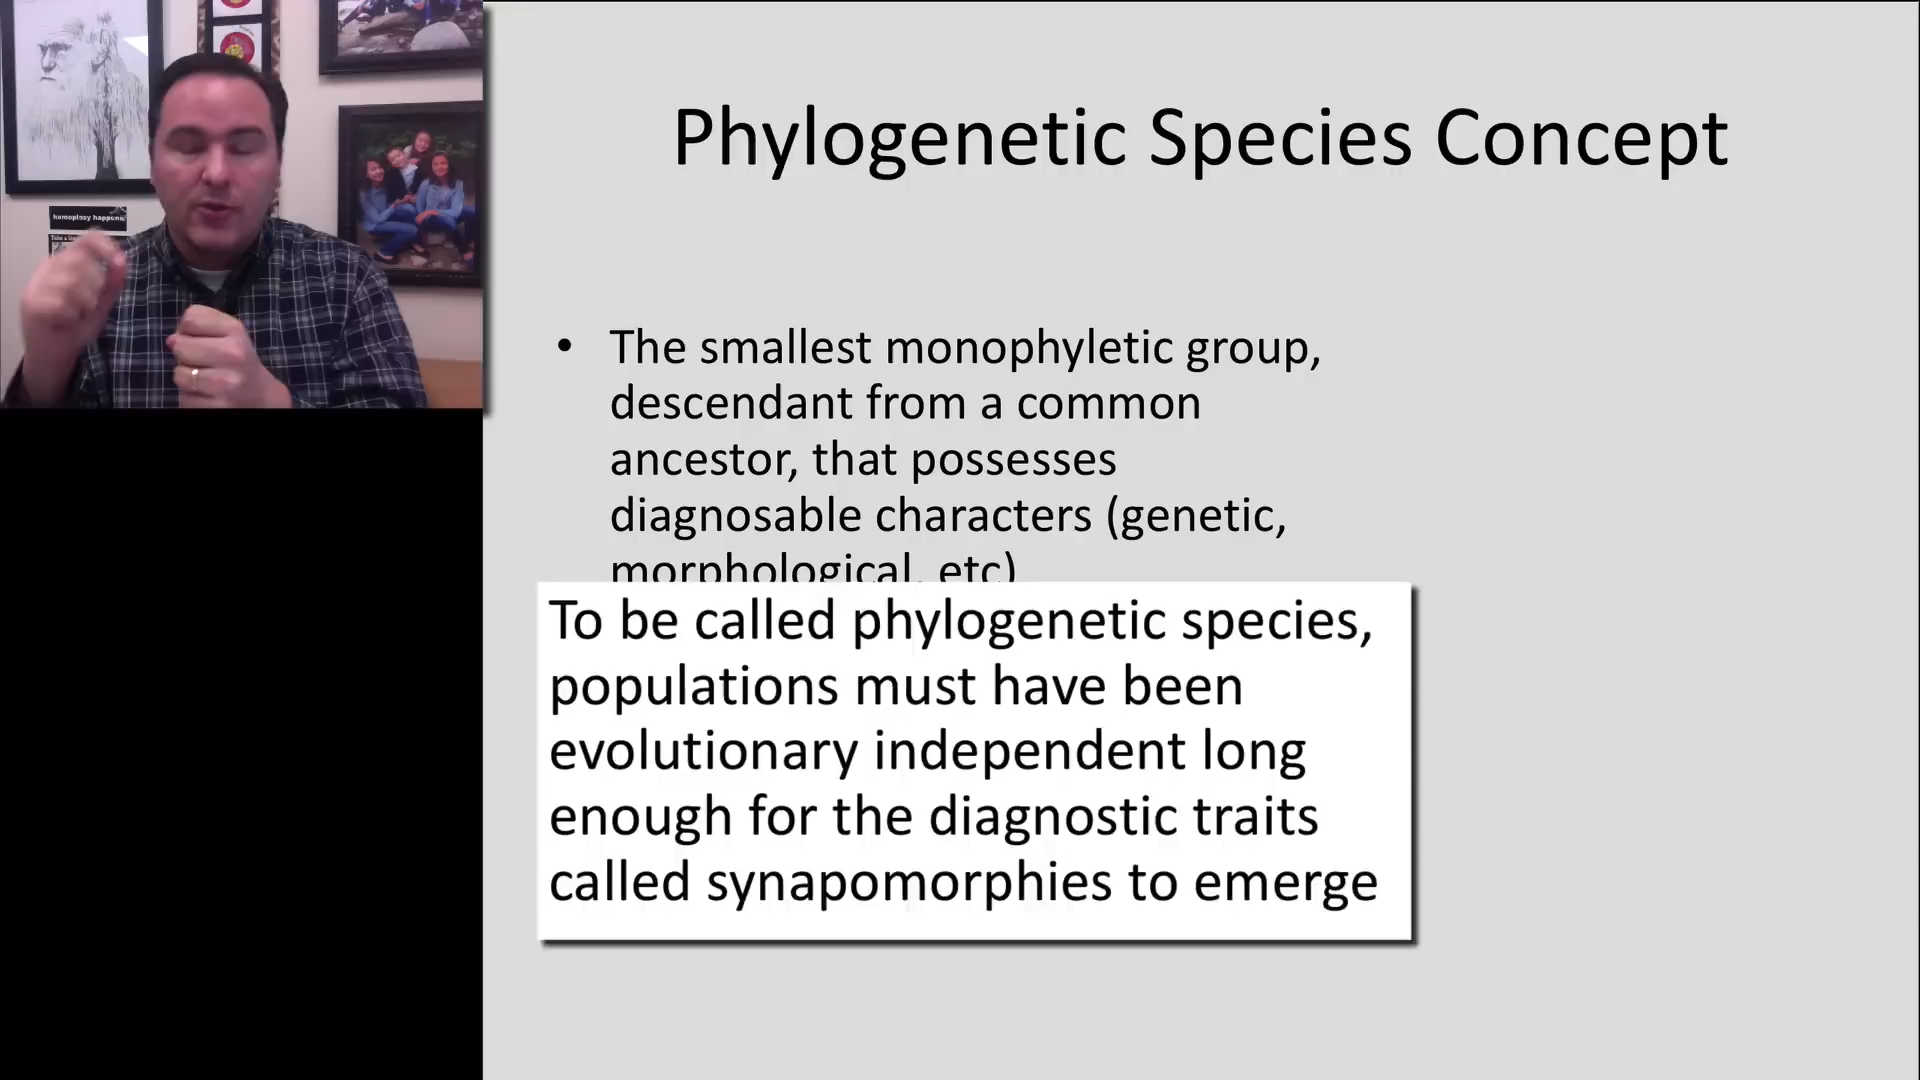 homoplasy happens
Phylogenetic Species Concept
• The smallest monophyletic group,
descendant from a common
ancestor, that possesses
diagnosable characters (genetic,
morphological, etc)
To be called phylogenetic species,
populations must have been
evolutionary independent long
enough for the diagnostic traits
called synapomorphies to emerge